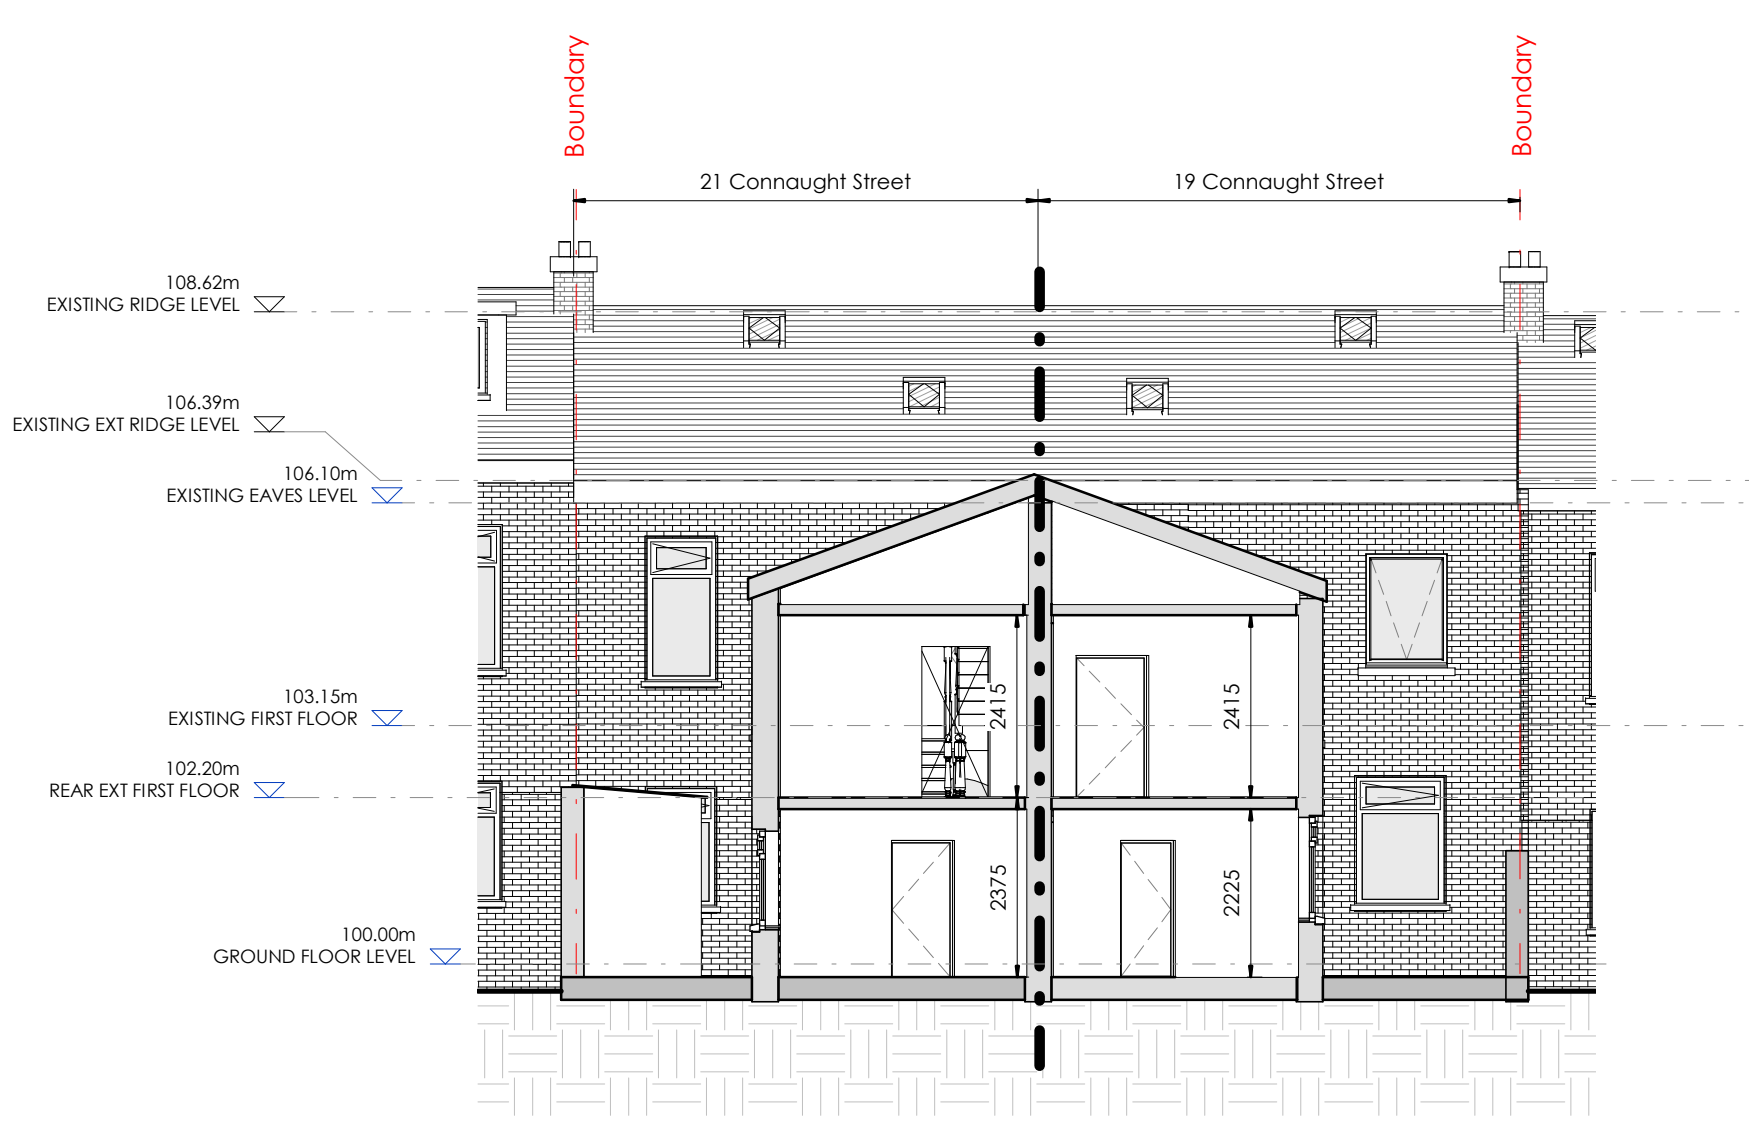 Boundary
Boundary
21 Connaught Street
19 Connaught Street
108.62m
EXISTING RIDGE LEVEL
106.39m
EXISTING EXT RIDGE LEVEL
106.10m
EXISTING EAVES LEVEL
103.15m
EXISTING FIRST FLOOR
2415
2415
102.20m
REAR EXT FIRST FLOOR
2375
2225
100.00m
GROUND FLOOR LEVEL